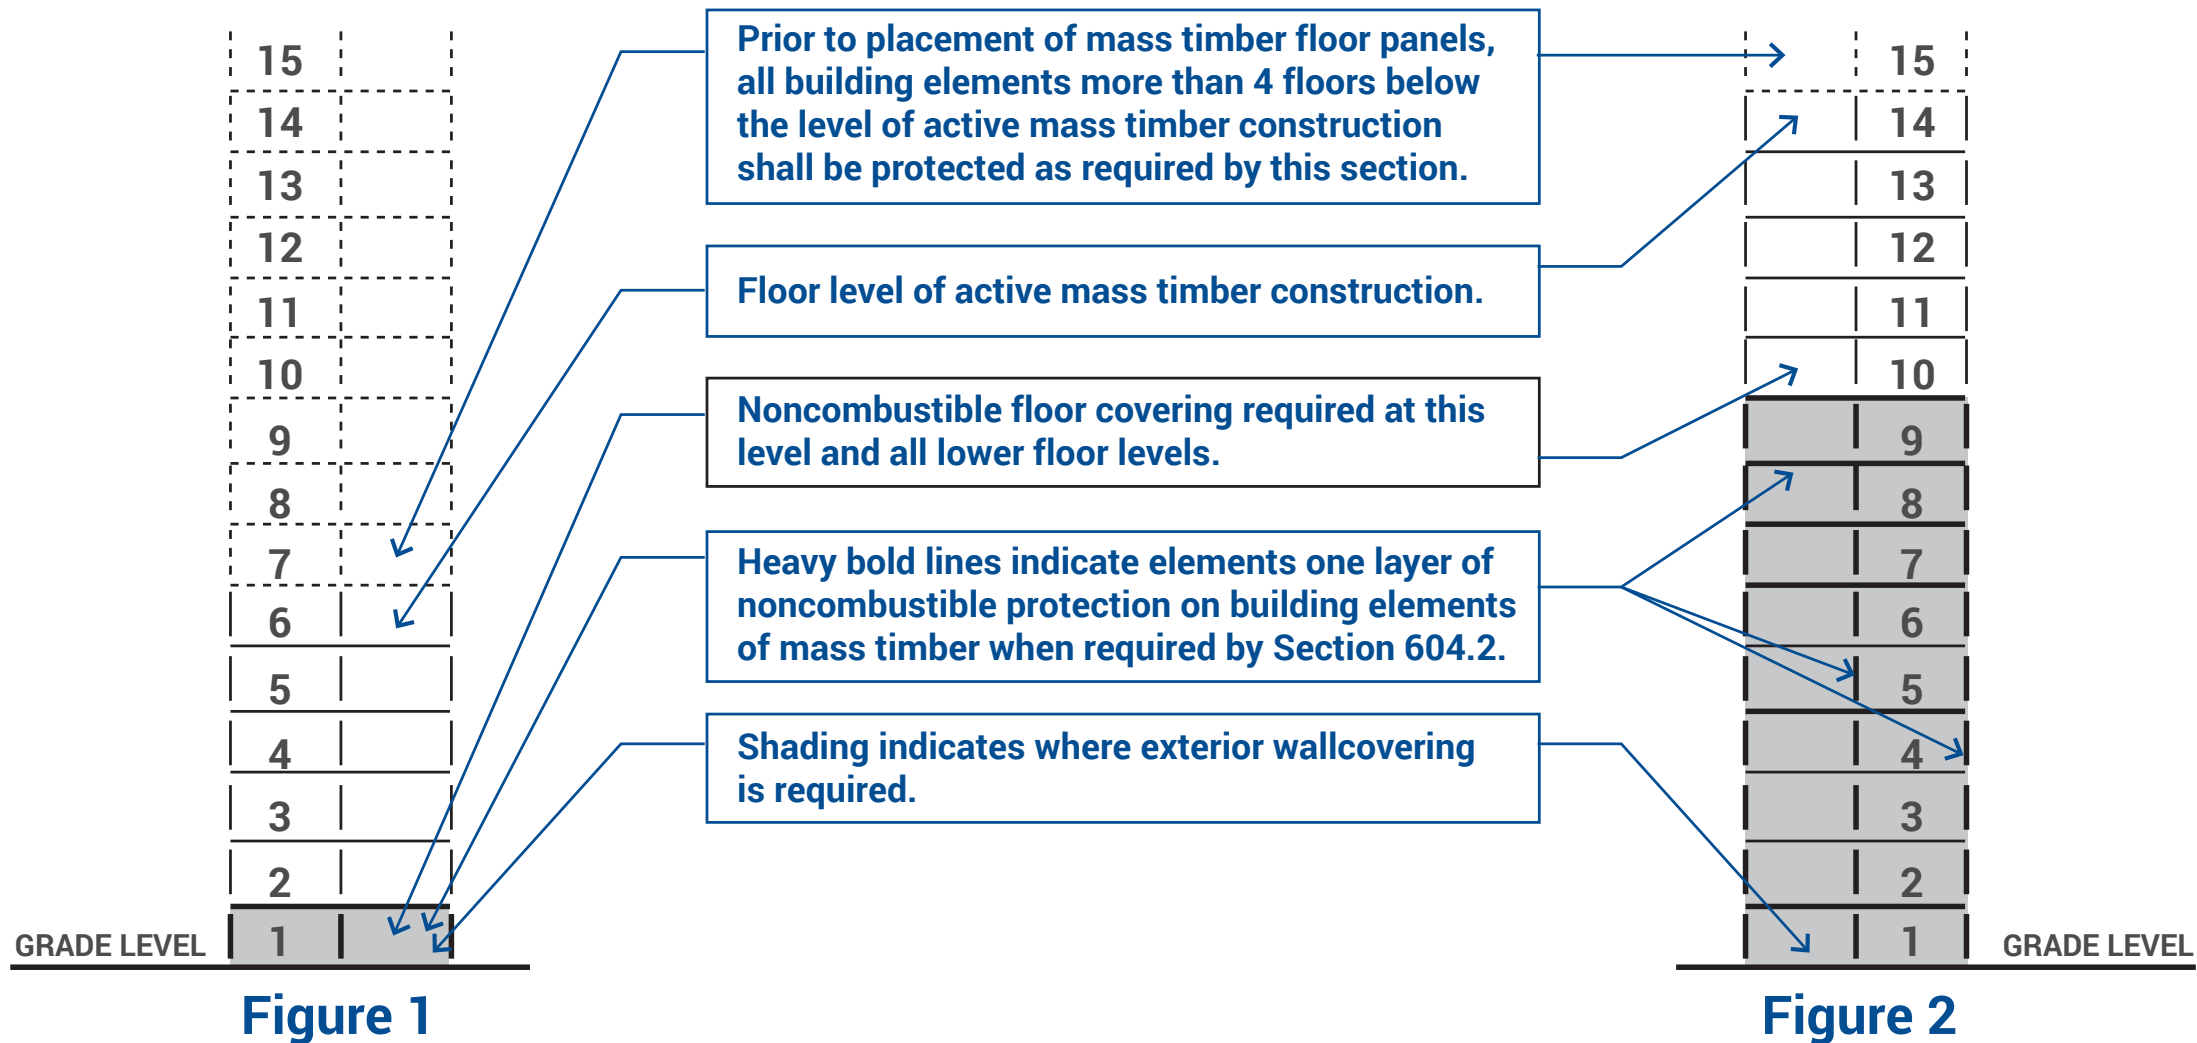 15
14
13
12
11
10
9
8
7
6
5
4
3
2
1
GRADE LEVEL
Figure 1
Prior to placement of mass timber floor panels,
all building elements more than 4 floors below
the level of active mass timber construction
shall be protected as required by this section.
Floor level of active mass timber construction.
Noncombustible floor covering required at this
level and all lower floor levels.
Heavy bold lines indicate elements one layer of
noncombustible protection on building elements
of mass timber when required by Section 604.2.
Shading indicates where exterior wallcovering
is required.
15
14
13
12
11
10
9
8
7
6
5
4
3
2
1
GRADE LEVEL
Figure 2